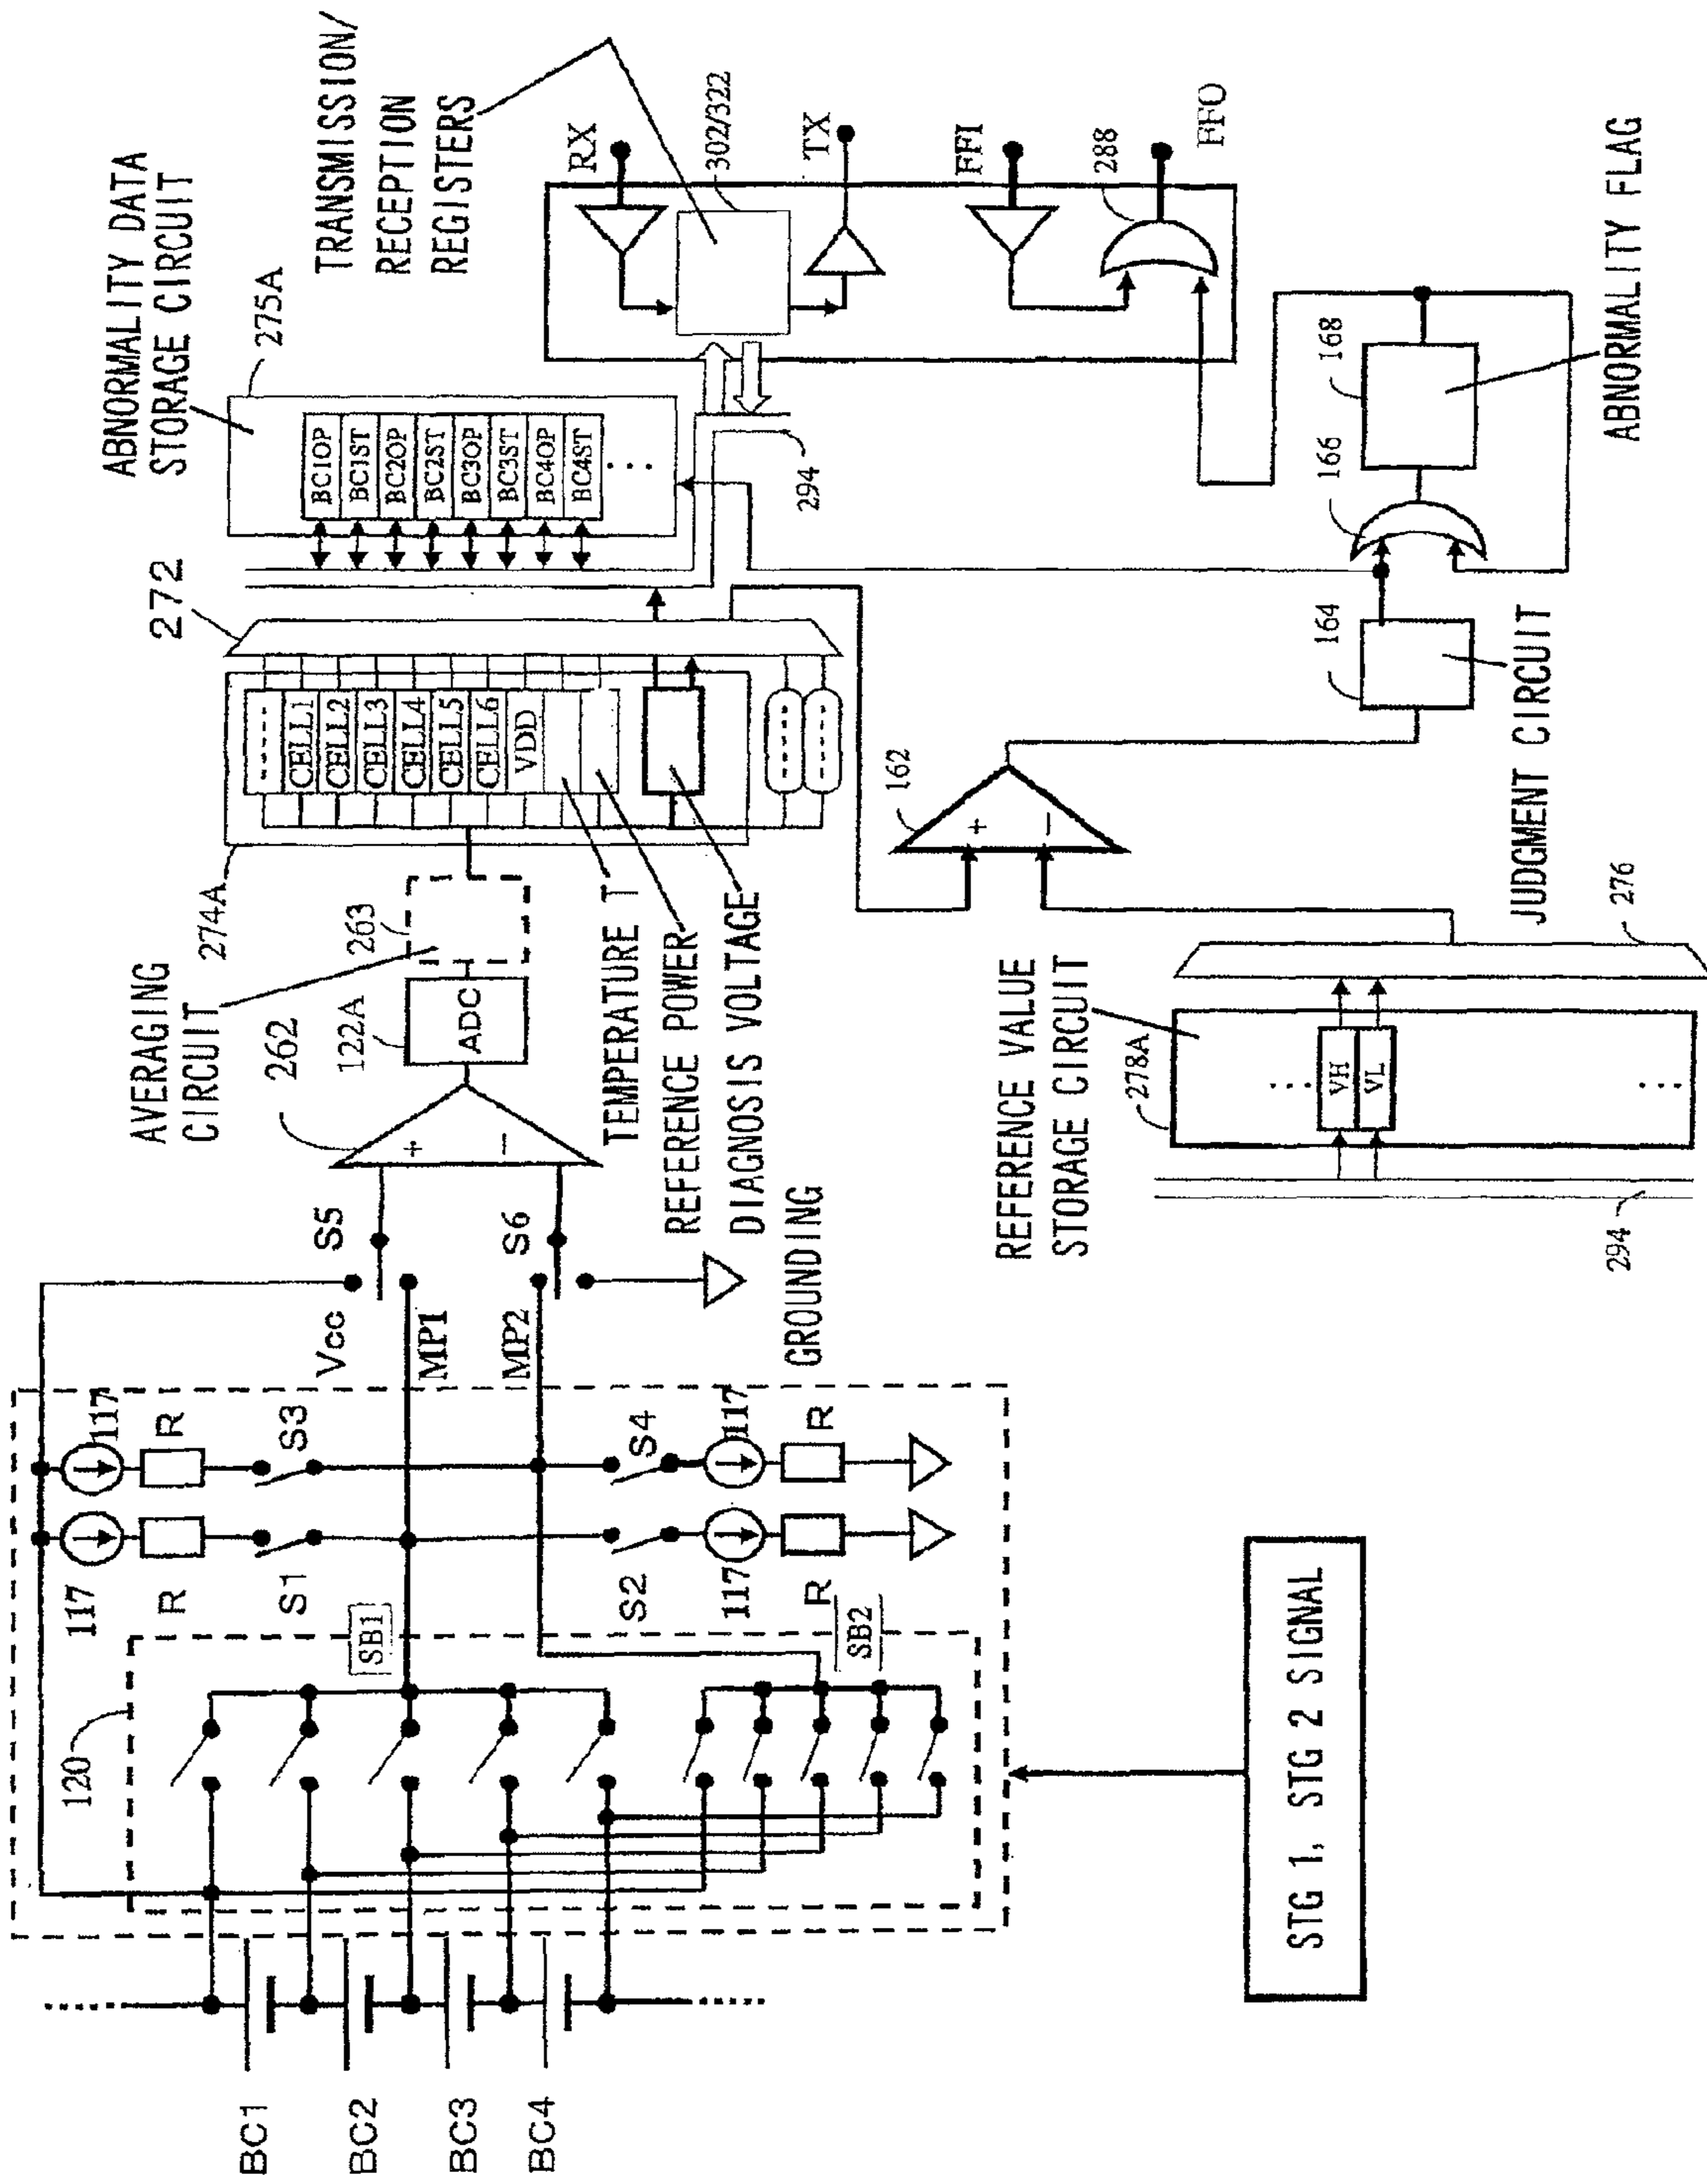 BC1
BC2
BC3
BC4
120
SB1
SB2
STG 1, STG 2 SIGNAL
117
117
R
R
S1
S3
S2
S4
117
117
R
R
Vcc
MP1
MP2
S5
S6
GROUNDING
262
+
−
AVERAGING
CIRCUIT
122A
ADC
263
274A
CELL1
CELL2
CELL3
CELL4
CELL5
CELL6
VDD
TEMPERATURE T
REFERENCE POWER
DIAGNOSIS VOLTAGE
272
ABNORMALITY DATA
STORAGE CIRCUIT
275A
BC1OP
BC1ST
BC2OP
BC2ST
BC3OP
BC3ST
BC4OP
BC4ST
294
TRANSMISSION/
RECEPTION
REGISTERS
RX
302/322
TX
FFI
288
FFO
REFERENCE VALUE
STORAGE CIRCUIT
278A
VH
VL
294
276
162
+
−
JUDGMENT CIRCUIT
164
166
168
ABNORMALITY FLAG